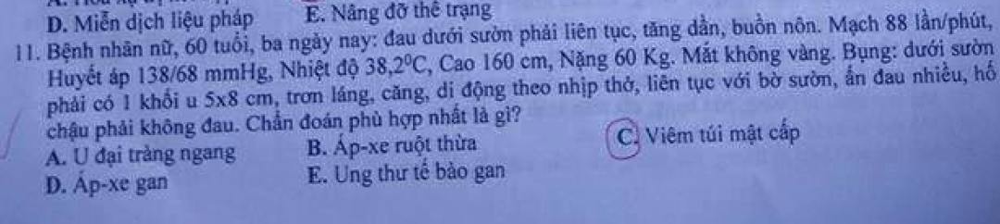 D. Miễn dịch liệu pháp E. Nâng đỡ thể trạng
11. Bệnh nhân nữ, 60 tuổi, ba ngày nay: đau dưới sườn phải liên tục, tăng dần, buồn nôn. Mạch 88 lần/phút,
Huyết áp 138/68 mmHg, Nhiệt độ 38,2⁰C, Cao 160 cm, Nặng 60 Kg. Mắt không vàng. Bụng: dưới sườn
phải có 1 khối u 5x8 cm, trơn láng, căng, di động theo nhịp thở, liên tục với bờ sườn, ấn đau nhiều, hố
chậu phải không đau. Chẩn đoán phù hợp nhất là gì?
A. U đại tràng ngang B. Áp-xe ruột thừa C. Viêm túi mật cấp
D. Áp-xe gan E. Ung thư tế bào gan